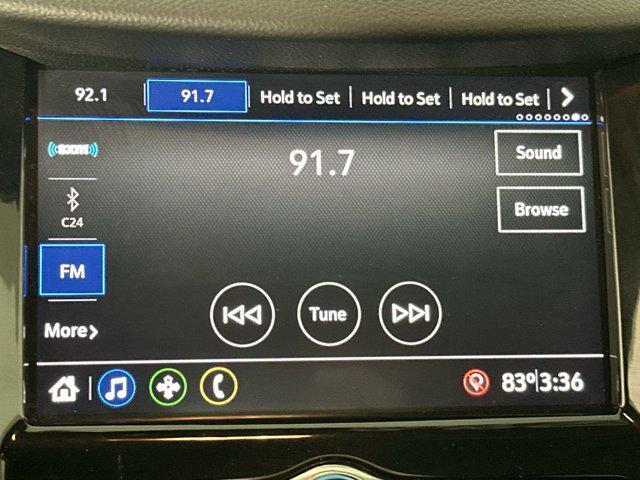 92.1 91.7 Hold to Set Hold to Set Hold to Set
sxm
91.7
Sound
C24
Browse
FM
Tune
More
83° 3:36